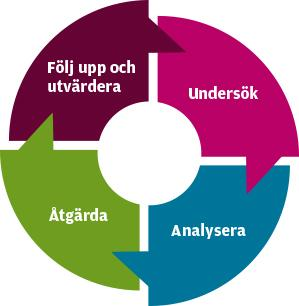 Följ upp och
utvärdera
Undersök
Åtgärda
Analysera